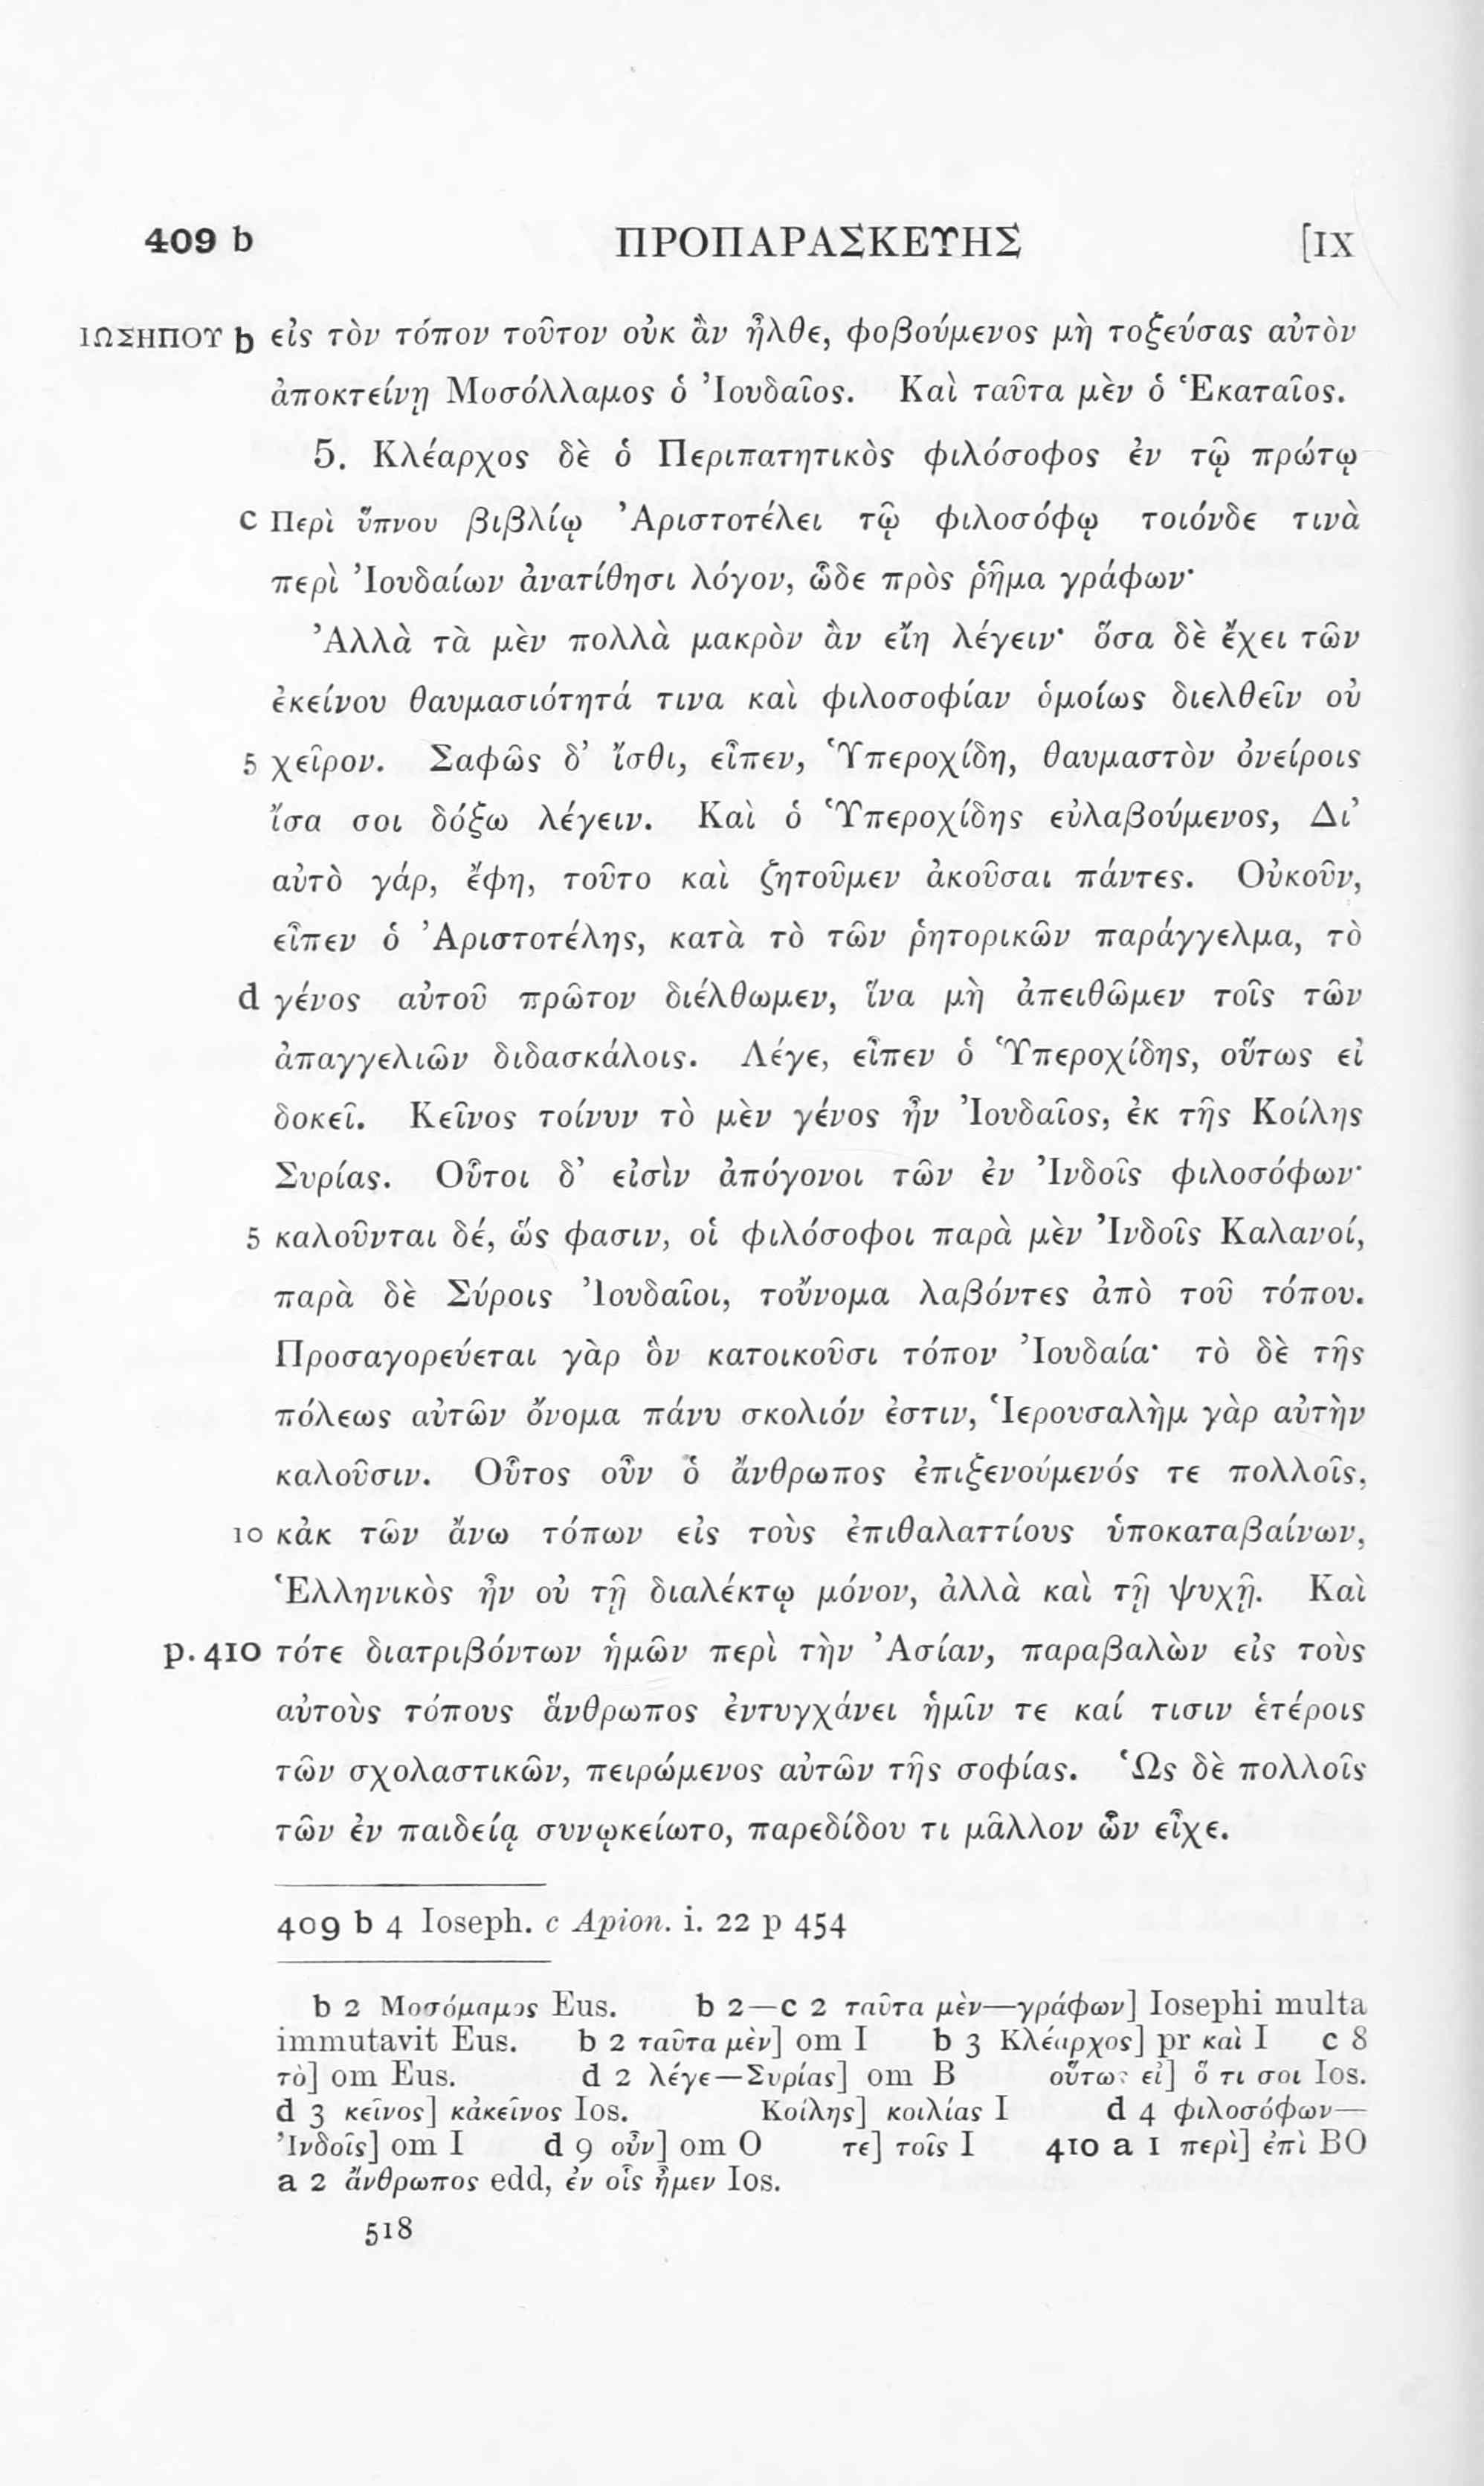 409 b ΠΡΟΠΑΡΑΣΚΕΥΗΣ [IX
ΙΩΣΗΠΟΥ b εἰς τὸν τόπον τοῦτον οὐκ ἂν ἦλθε, φοβούμενος μὴ τοξεύσας αὐτὸν
ἀποκτείνῃ Μοσόλλαμος ὁ Ἰουδαῖος. Καὶ ταῦτα μὲν ὁ Ἑκαταῖος.
5. Κλέαρχος δὲ ὁ Περιπατητικὸς φιλόσοφος ἐν τῷ πρώτῳ
c Περὶ ὕπνου βιβλίῳ Ἀριστοτέλει τῷ φιλοσόφῳ τοιόνδε τινὰ
περὶ Ἰουδαίων ἀνατίθησι λόγον, ὧδε πρὸς ῥῆμα γράφων·
Ἀλλὰ τὰ μὲν πολλὰ μακρὸν ἂν εἴη λέγειν· ὅσα δὲ ἔχει τῶν
ἐκείνου θαυμασιότητά τινα καὶ φιλοσοφίαν ὁμοίως διελθεῖν οὐ
5 χεῖρον. Σαφῶς δ’ ἴσθι, εἶπεν, Ὑπεροχίδη, θαυμαστὸν ὀνείροις
ἴσα σοι δόξω λέγειν. Καὶ ὁ Ὑπεροχίδης εὐλαβούμενος, Δι’
αὐτὸ γάρ, ἔφη, τοῦτο καὶ ζητοῦμεν ἀκοῦσαι πάντες. Οὐκοῦν,
εἶπεν ὁ Ἀριστοτέλης, κατὰ τὸ τῶν ῥητορικῶν παράγγελμα, τὸ
d γένος αὐτοῦ πρῶτον διέλθωμεν, ἵνα μὴ ἀπειθῶμεν τοῖς τῶν
ἀπαγγελιῶν διδασκάλοις. Λέγε, εἶπεν ὁ Ὑπεροχίδης, οὕτως εἰ
δοκεῖ. Κεῖνος τοίνυν τὸ μὲν γένος ἦν Ἰουδαῖος, ἐκ τῆς Κοίλης
Συρίας. Οὗτοι δ’ εἰσὶν ἀπόγονοι τῶν ἐν Ἰνδοῖς φιλοσόφων·
5 καλοῦνται δέ, ὥς φασιν, οἱ φιλόσοφοι παρὰ μὲν Ἰνδοῖς Καλανοί,
παρὰ δὲ Σύροις Ἰουδαῖοι, τοὔνομα λαβόντες ἀπὸ τοῦ τόπου.
Προσαγορεύεται γὰρ ὃν κατοικοῦσι τόπον Ἰουδαία· τὸ δὲ τῆς
πόλεως αὐτῶν ὄνομα πάνυ σκολιόν ἐστιν, Ἱερουσαλὴμ γὰρ αὐτὴν
καλοῦσιν. Οὗτος οὖν ὁ ἄνθρωπος ἐπιξενούμενός τε πολλοῖς,
10 κἀκ τῶν ἄνω τόπων εἰς τοὺς ἐπιθαλαττίους ὑποκαταβαίνων,
Ἑλληνικὸς ἦν οὐ τῇ διαλέκτῳ μόνον, ἀλλὰ καὶ τῇ ψυχῇ. Καὶ
p. 410 τότε διατριβόντων ἡμῶν περὶ τὴν Ἀσίαν, παραβαλὼν εἰς τοὺς
αὐτοὺς τόπους ἅνθρωπος ἐντυγχάνει ἡμῖν τε καί τισιν ἑτέροις
τῶν σχολαστικῶν, πειρώμενος αὐτῶν τῆς σοφίας. Ὡς δὲ πολλοῖς
τῶν ἐν παιδείᾳ συνῳκείωτο, παρεδίδου τι μᾶλλον ὧν εἶχε.
409 b 4 Ioseph. c Apion. i. 22 p 454
b 2 Μοσόμαμος Eus. b 2—c 2 ταῦτα μὲν—γράφων] Iosephi multa
immutavit Eus. b 2 ταῦτα μὲν] om I b 3 Κλέαρχος] pr καὶ I c 8
τὸ] om Eus. d 2 λέγε—Συρίας] om B οὕτως εἰ] ὅ τι σοι Ios.
d 3 κεῖνος] κἀκεῖνος Ios. Κοίλης] κοιλίας I d 4 φιλοσόφων—
Ἰνδοῖς] om I d 9 οὖν] om O τε] τοῖς I 410 a 1 περὶ] ἐπὶ BO
a 2 ἄνθρωπος edd, ἐν οἷς ἦμεν Ios.
518